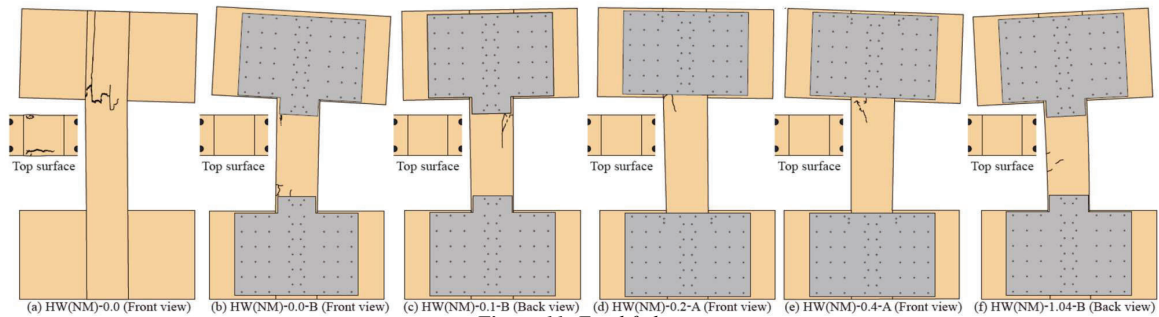 Top surface
Top surface
Top surface
Top surface
Top surface
Top surface
(a) HW(NM)-0.0 (Front view)
(b) HW(NM)-0.0-B (Front view)
(c) HW(NM)-0.1-B (Back view)
(d) HW(NM)-0.2-A (Front view)
(e) HW(NM)-0.4-A (Front view)
(f) HW(NM)-1.04-B (Back view)